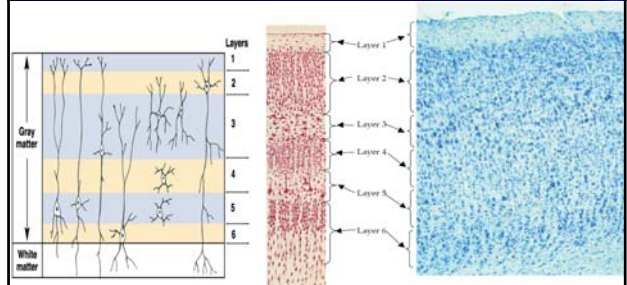 Layers
1
2
3
4
5
6
Gray
matter
White
matter
Layer 1
Layer 2
Layer 3
Layer 4
Layer 5
Layer 6